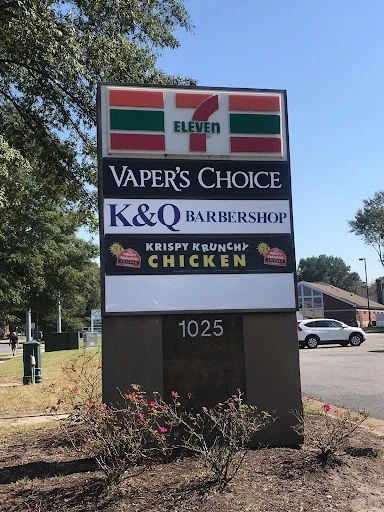 7
ELEVEN
VAPER'S CHOICE
K&Q BARBERSHOP
KRISPY KRUNCHY
CHICKEN
1025